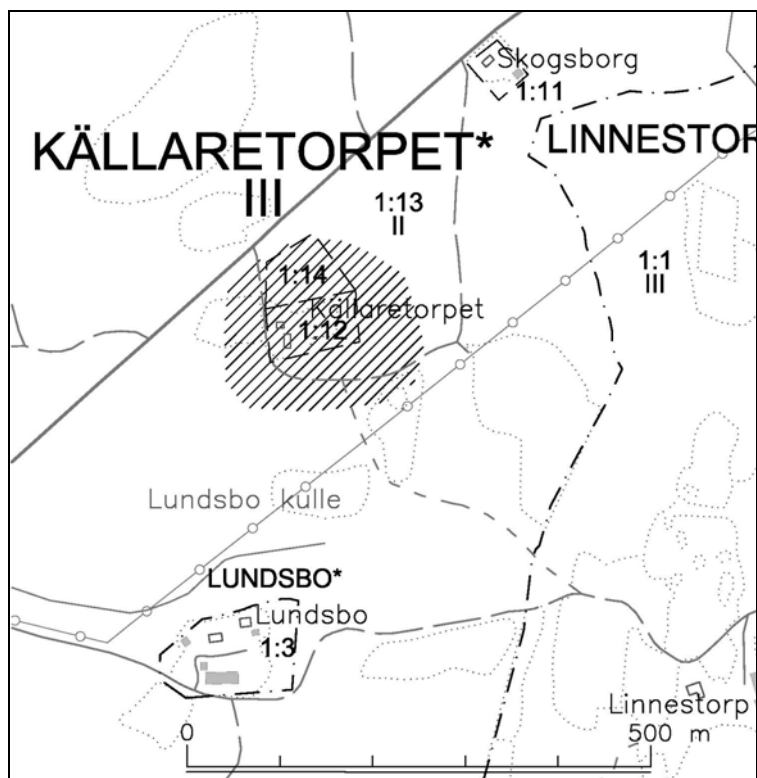 Skogsborg
1:11
KÄLLARETORPET*
III
LINNESTOR
1:13
II
1:1
III
1:14
Källaretorpet
1:12
Lundsbo kulle
LUNDSBO*
Lundsbo
1:3
Linnestorp
0
500 m